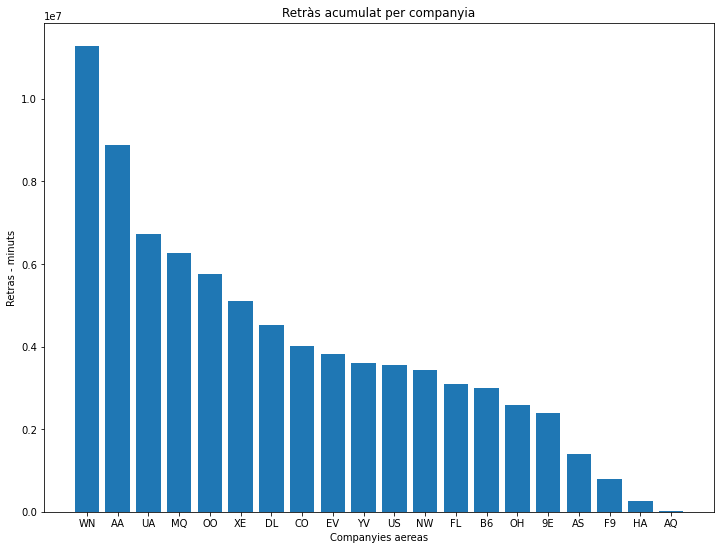 Retràs acumulat per companyia
1e7
1.0
0.8
0.6
0.4
0.2
0.0
Retras - minuts
WN AA UA MQ OO XE DL CO EV YV US NW FL B6 OH 9E AS F9 HA AQ
Companyies aereas